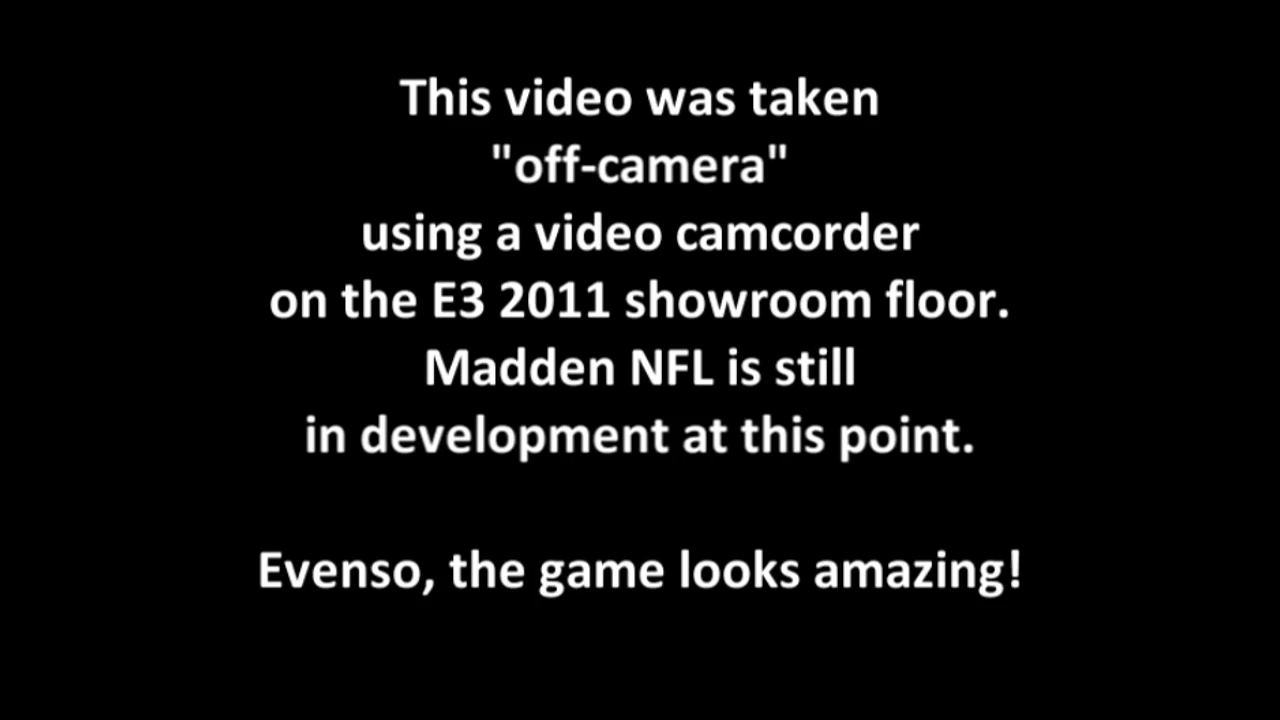 This video was taken
"off-camera"
using a video camcorder
on the E3 2011 showroom floor.
Madden NFL is still
in development at this point.
Evenso, the game looks amazing!